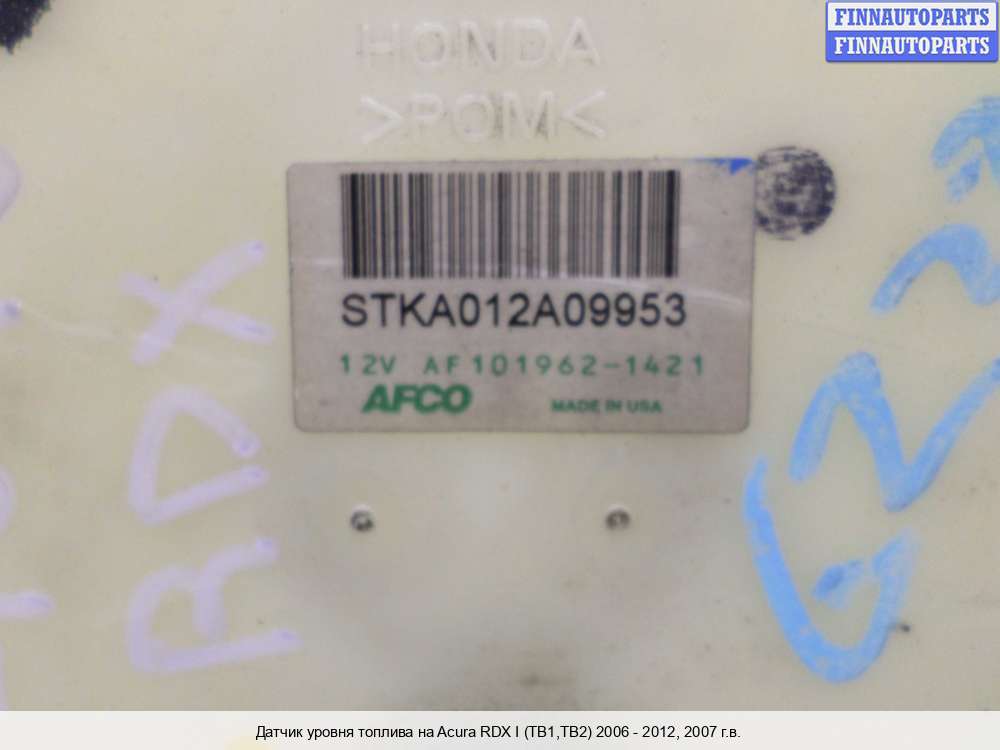 FINNAUTOPARTS
FINNAUTOPARTS
HONDA
>POM<
STKA012A09953
12V AF101962-1421
AFCO
MADE IN USA
RDX
Датчик уровня топлива на Acura RDX I (TB1,TB2) 2006 - 2012, 2007 г.в.